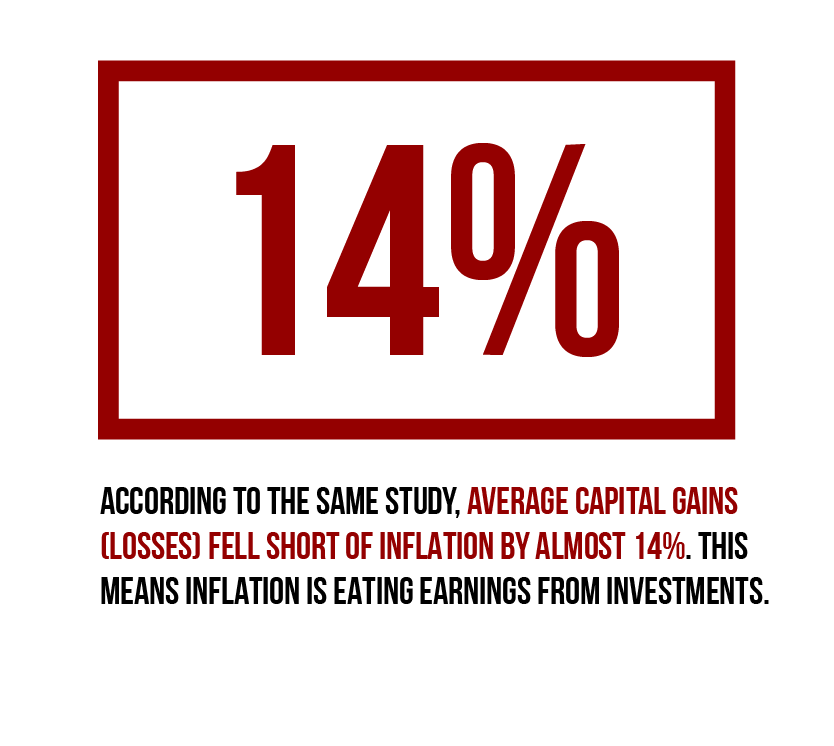 14%
ACCORDING TO THE SAME STUDY, AVERAGE CAPITAL GAINS
(LOSSES) FELL SHORT OF INFLATION BY ALMOST 14%. THIS
MEANS INFLATION IS EATING EARNINGS FROM INVESTMENTS.